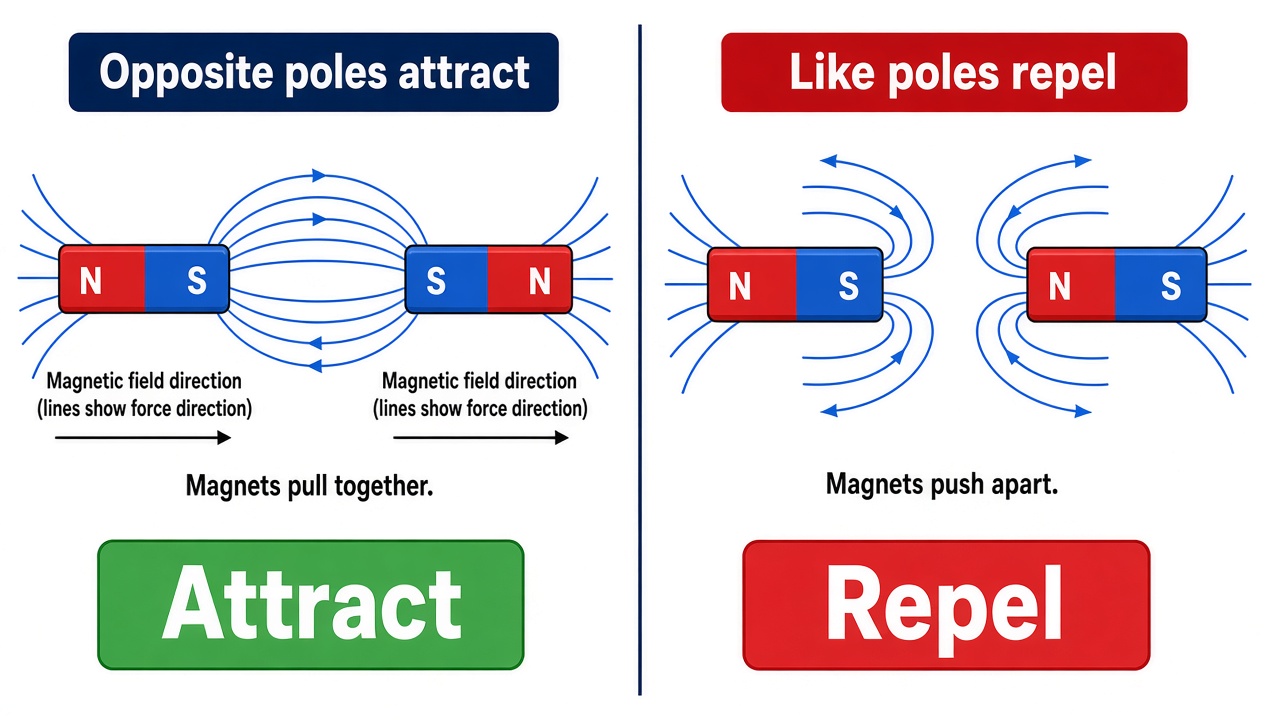 Opposite poles attract
N S S N
Magnetic field direction
(lines show force direction)
Magnetic field direction
(lines show force direction)
Magnets pull together.
Attract
Like poles repel
N S N S
Magnets push apart.
Repel